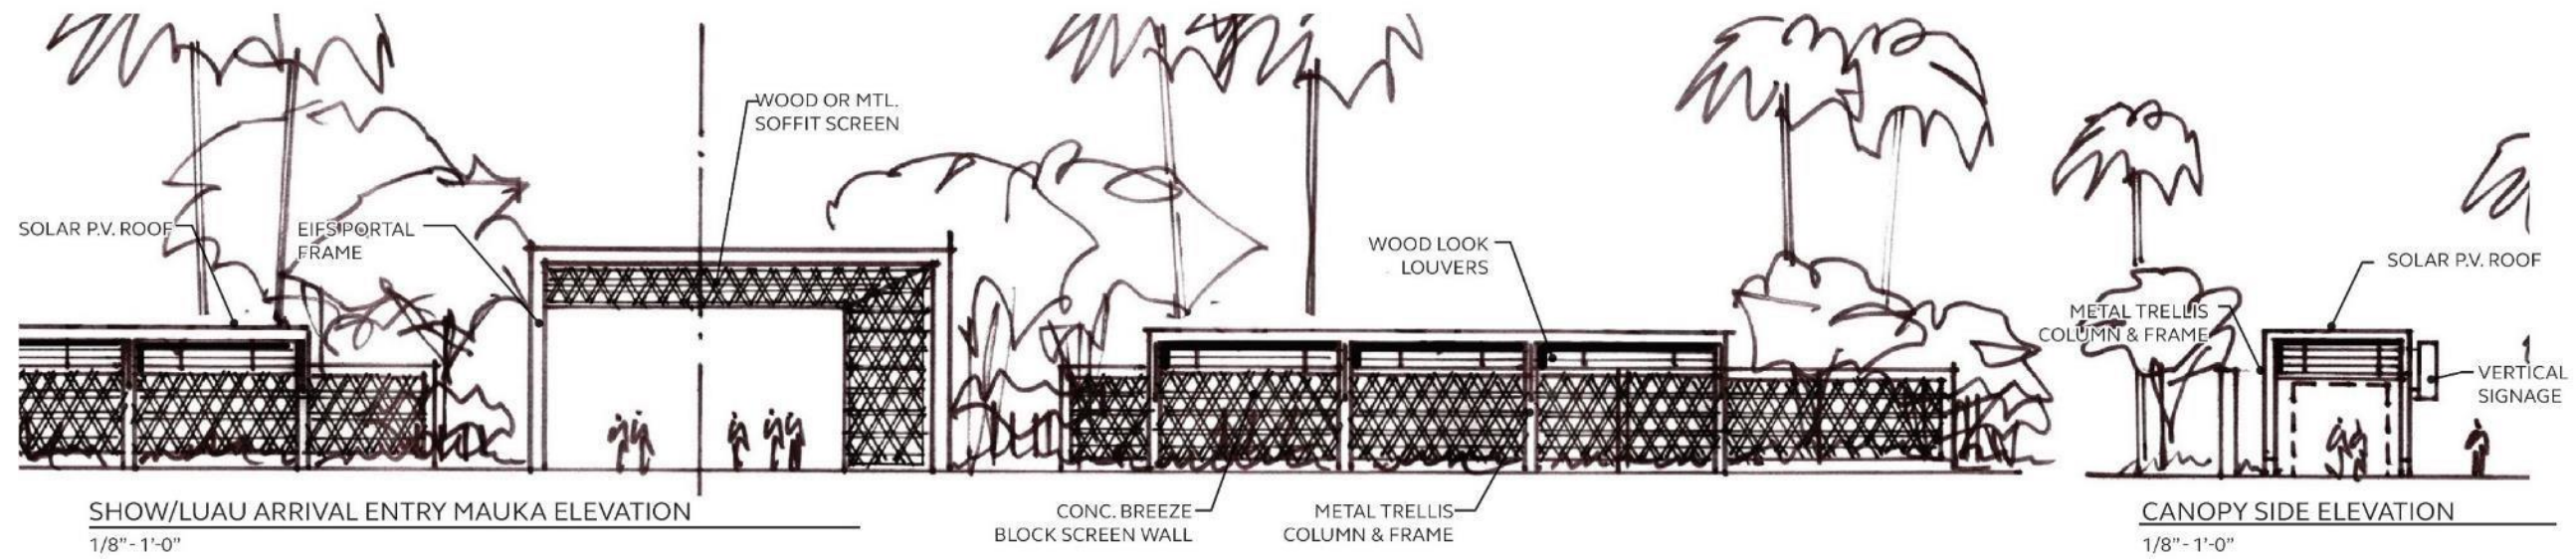 WOOD OR MTL.
SOFFIT SCREEN
SOLAR P.V. ROOF
EIFS PORTAL
FRAME
WOOD LOOK
LOUVERS
SOLAR P.V. ROOF
METAL TRELLIS
COLUMN & FRAME
VERTICAL
SIGNAGE
CONC. BREEZE
BLOCK SCREEN WALL
METAL TRELLIS
COLUMN & FRAME
SHOW/LUAU ARRIVAL ENTRY MAUKA ELEVATION
1/8”- 1’-0”
CANOPY SIDE ELEVATION
1/8”- 1’-0”